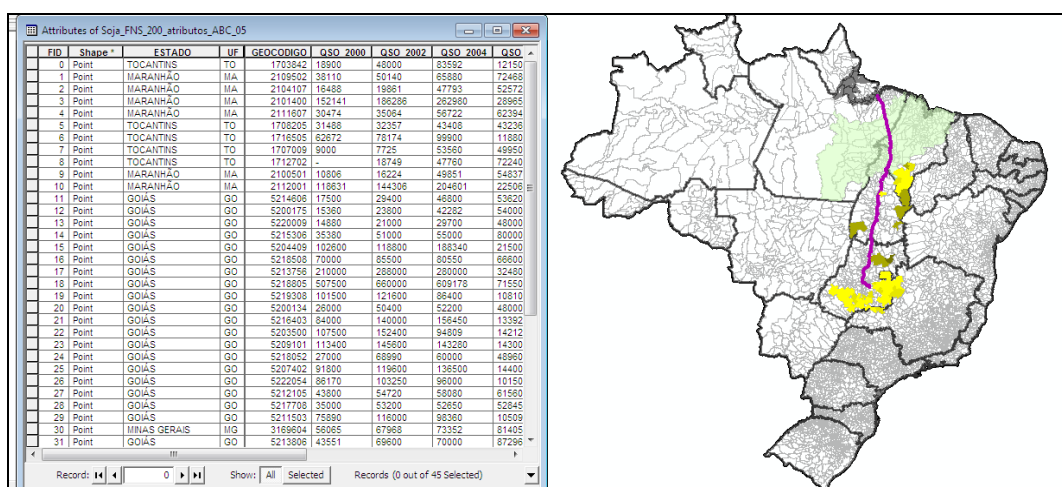 Attributes of Soja_FNS_200_atributos_ABC_05
FID Shape * ESTADO UF GEOCODIGO QSO_2000 QSO_2002 QSO_2004 QSO
0 Point TOCANTINS TO 1703842 18900 48000 83592 12150
1 Point MARANHÃO MA 2109502 38110 50140 65880 72468
2 Point MARANHÃO MA 2104107 16488 19861 47793 52572
3 Point MARANHÃO MA 2101400 152141 186286 262980 28965
4 Point MARANHÃO MA 2111607 30474 35064 56722 62394
5 Point TOCANTINS TO 1708205 31488 32357 43408 43236
6 Point TOCANTINS TO 1716505 62672 78174 99900 11880
7 Point TOCANTINS TO 1707009 9000 7725 53560 49950
8 Point TOCANTINS TO 1712702 - 18749 47760 72240
9 Point MARANHÃO MA 2100501 10806 16224 49851 54837
10 Point MARANHÃO MA 2112001 118631 144306 204601 22506
11 Point GOIÁS GO 5214606 17500 29400 46800 53620
12 Point GOIÁS GO 5200175 15360 23800 42282 54000
13 Point GOIÁS GO 5220009 14880 21000 29700 48000
14 Point GOIÁS GO 5215306 35380 51000 55000 80000
15 Point GOIÁS GO 5204409 102600 118800 188340 21500
16 Point GOIÁS GO 5218508 70000 85500 80550 66600
17 Point GOIÁS GO 5213756 210000 288000 280000 32480
18 Point GOIÁS GO 5218805 507500 660000 609178 71550
19 Point GOIÁS GO 5219308 101500 121600 86400 10810
20 Point GOIÁS GO 5200134 26000 50400 52200 48000
21 Point GOIÁS GO 5216403 84000 140000 156450 13392
22 Point GOIÁS GO 5203500 107500 152400 94809 14212
23 Point GOIÁS GO 5209101 113400 145600 143280 14300
24 Point GOIÁS GO 5218052 27000 68990 60000 48960
25 Point GOIÁS GO 5207402 91800 119600 136500 14400
26 Point GOIÁS GO 5222054 86170 103250 96000 10150
27 Point GOIÁS GO 5212105 43800 54720 58080 61560
28 Point GOIÁS GO 5217708 35000 53200 52650 52845
29 Point GOIÁS GO 5211503 75890 116000 98360 10509
30 Point MINAS GERAIS MG 3169604 56065 67968 73352 81405
31 Point GOIÁS GO 5213806 43551 69600 70000 87296
Record: 0 Show: All Selected Records (0 out of 45 Selected)